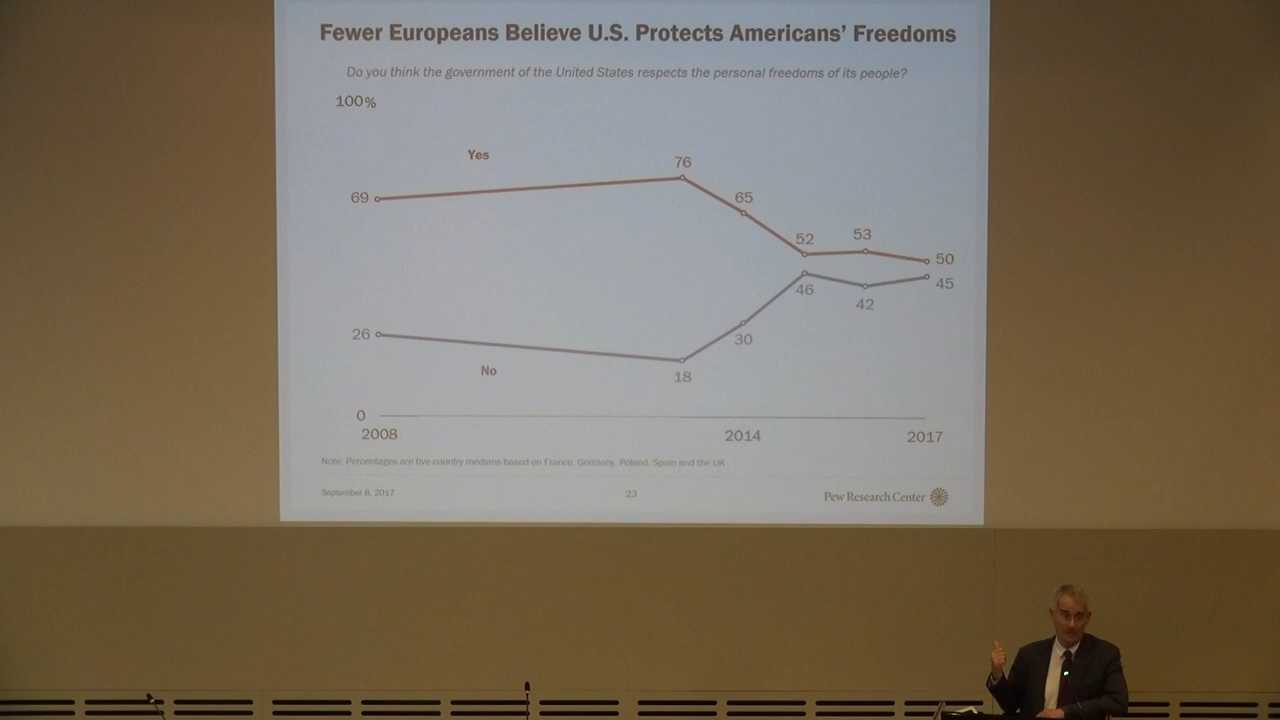 Fewer Europeans Believe U.S. Protects Americans' Freedoms
Do you think the government of the United States respects the personal freedoms of its people?
100%
Yes
76
69
65
52
53
50
46
45
42
26
30
No
18
0
2008
2014
2017
Note: Percentages are five-country medians based on France, Germany, Poland, Spain and the UK
September 8, 2017
23
Pew Research Center